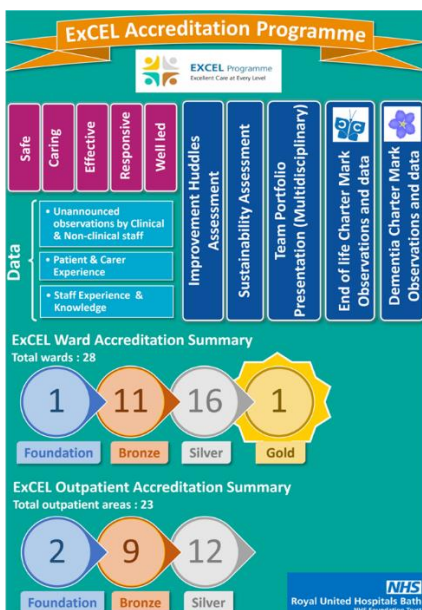 ExCEL Accreditation Programme
EXCEL Programme
Excellent Care at Every Level
Safe
Caring
Effective
Responsive
Well led
Improvement Huddles
Assessment
Sustainability Assessment
Team Portfolio
Presentation (Multidisciplinary)
End of life Charter Mark
Observations and data
Dementia Charter Mark
Observations and data
Data
• Unannounced
observations by Clinical
& Non-clinical staff
• Patient & Carer
Experience
• Staff Experience &
Knowledge
ExCEL Ward Accreditation Summary
Total wards : 28
1
11
16
1
Foundation
Bronze
Silver
Gold
ExCEL Outpatient Accreditation Summary
Total outpatient areas : 23
2
9
12
Foundation
Bronze
Silver
NHS
Royal United Hospitals Bath
NHS Foundation Trust